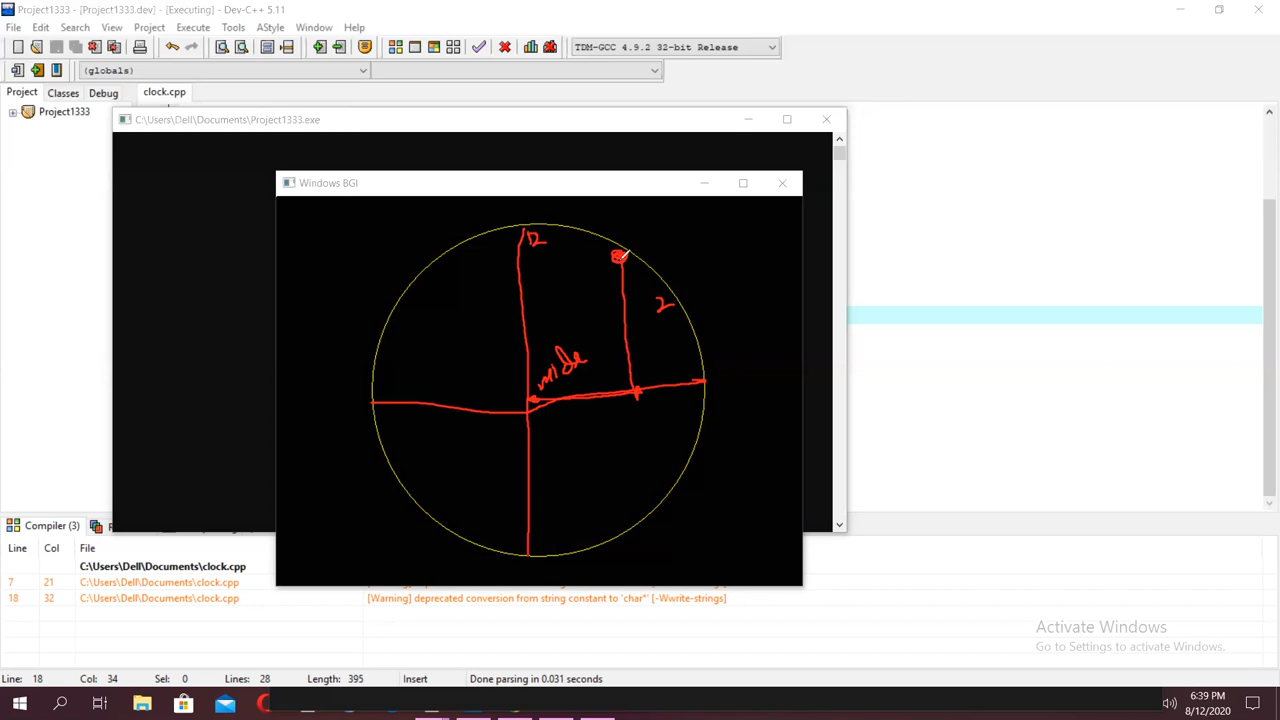 Project1333 - [Project1333.dev] - [Executing] - Dev-C++ 5.11
File Edit Search View Project Execute Tools AStyle Window Help
TDM-GCC 4.9.2 32-bit Release
(globals)
Project Classes Debug clock.cpp
Project1333
C:\Users\Dell\Documents\Project1333.exe
Windows BGI
12
2
midx
Compiler (3)
Line Col File
C:\Users\Dell\Documents\clock.cpp
7 21 C:\Users\Dell\Documents\clock.cpp
18 32 C:\Users\Dell\Documents\clock.cpp [Warning] deprecated conversion from string constant to 'char*' [-Wwrite-strings]
Activate Windows
Go to Settings to activate Windows.
Line: 18 Col: 34 Sel: 0 Lines: 28 Length: 395 Insert Done parsing in 0.031 seconds
6:39 PM
8/12/2020